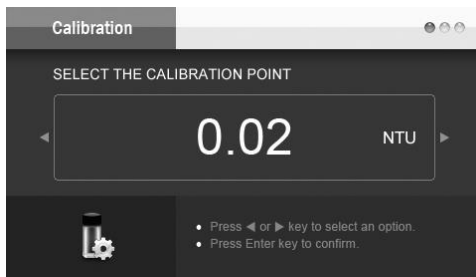 Calibration
SELECT THE CALIBRATION POINT
0.02 NTU
Press ◀ or ▶ key to select an option.
Press Enter key to confirm.